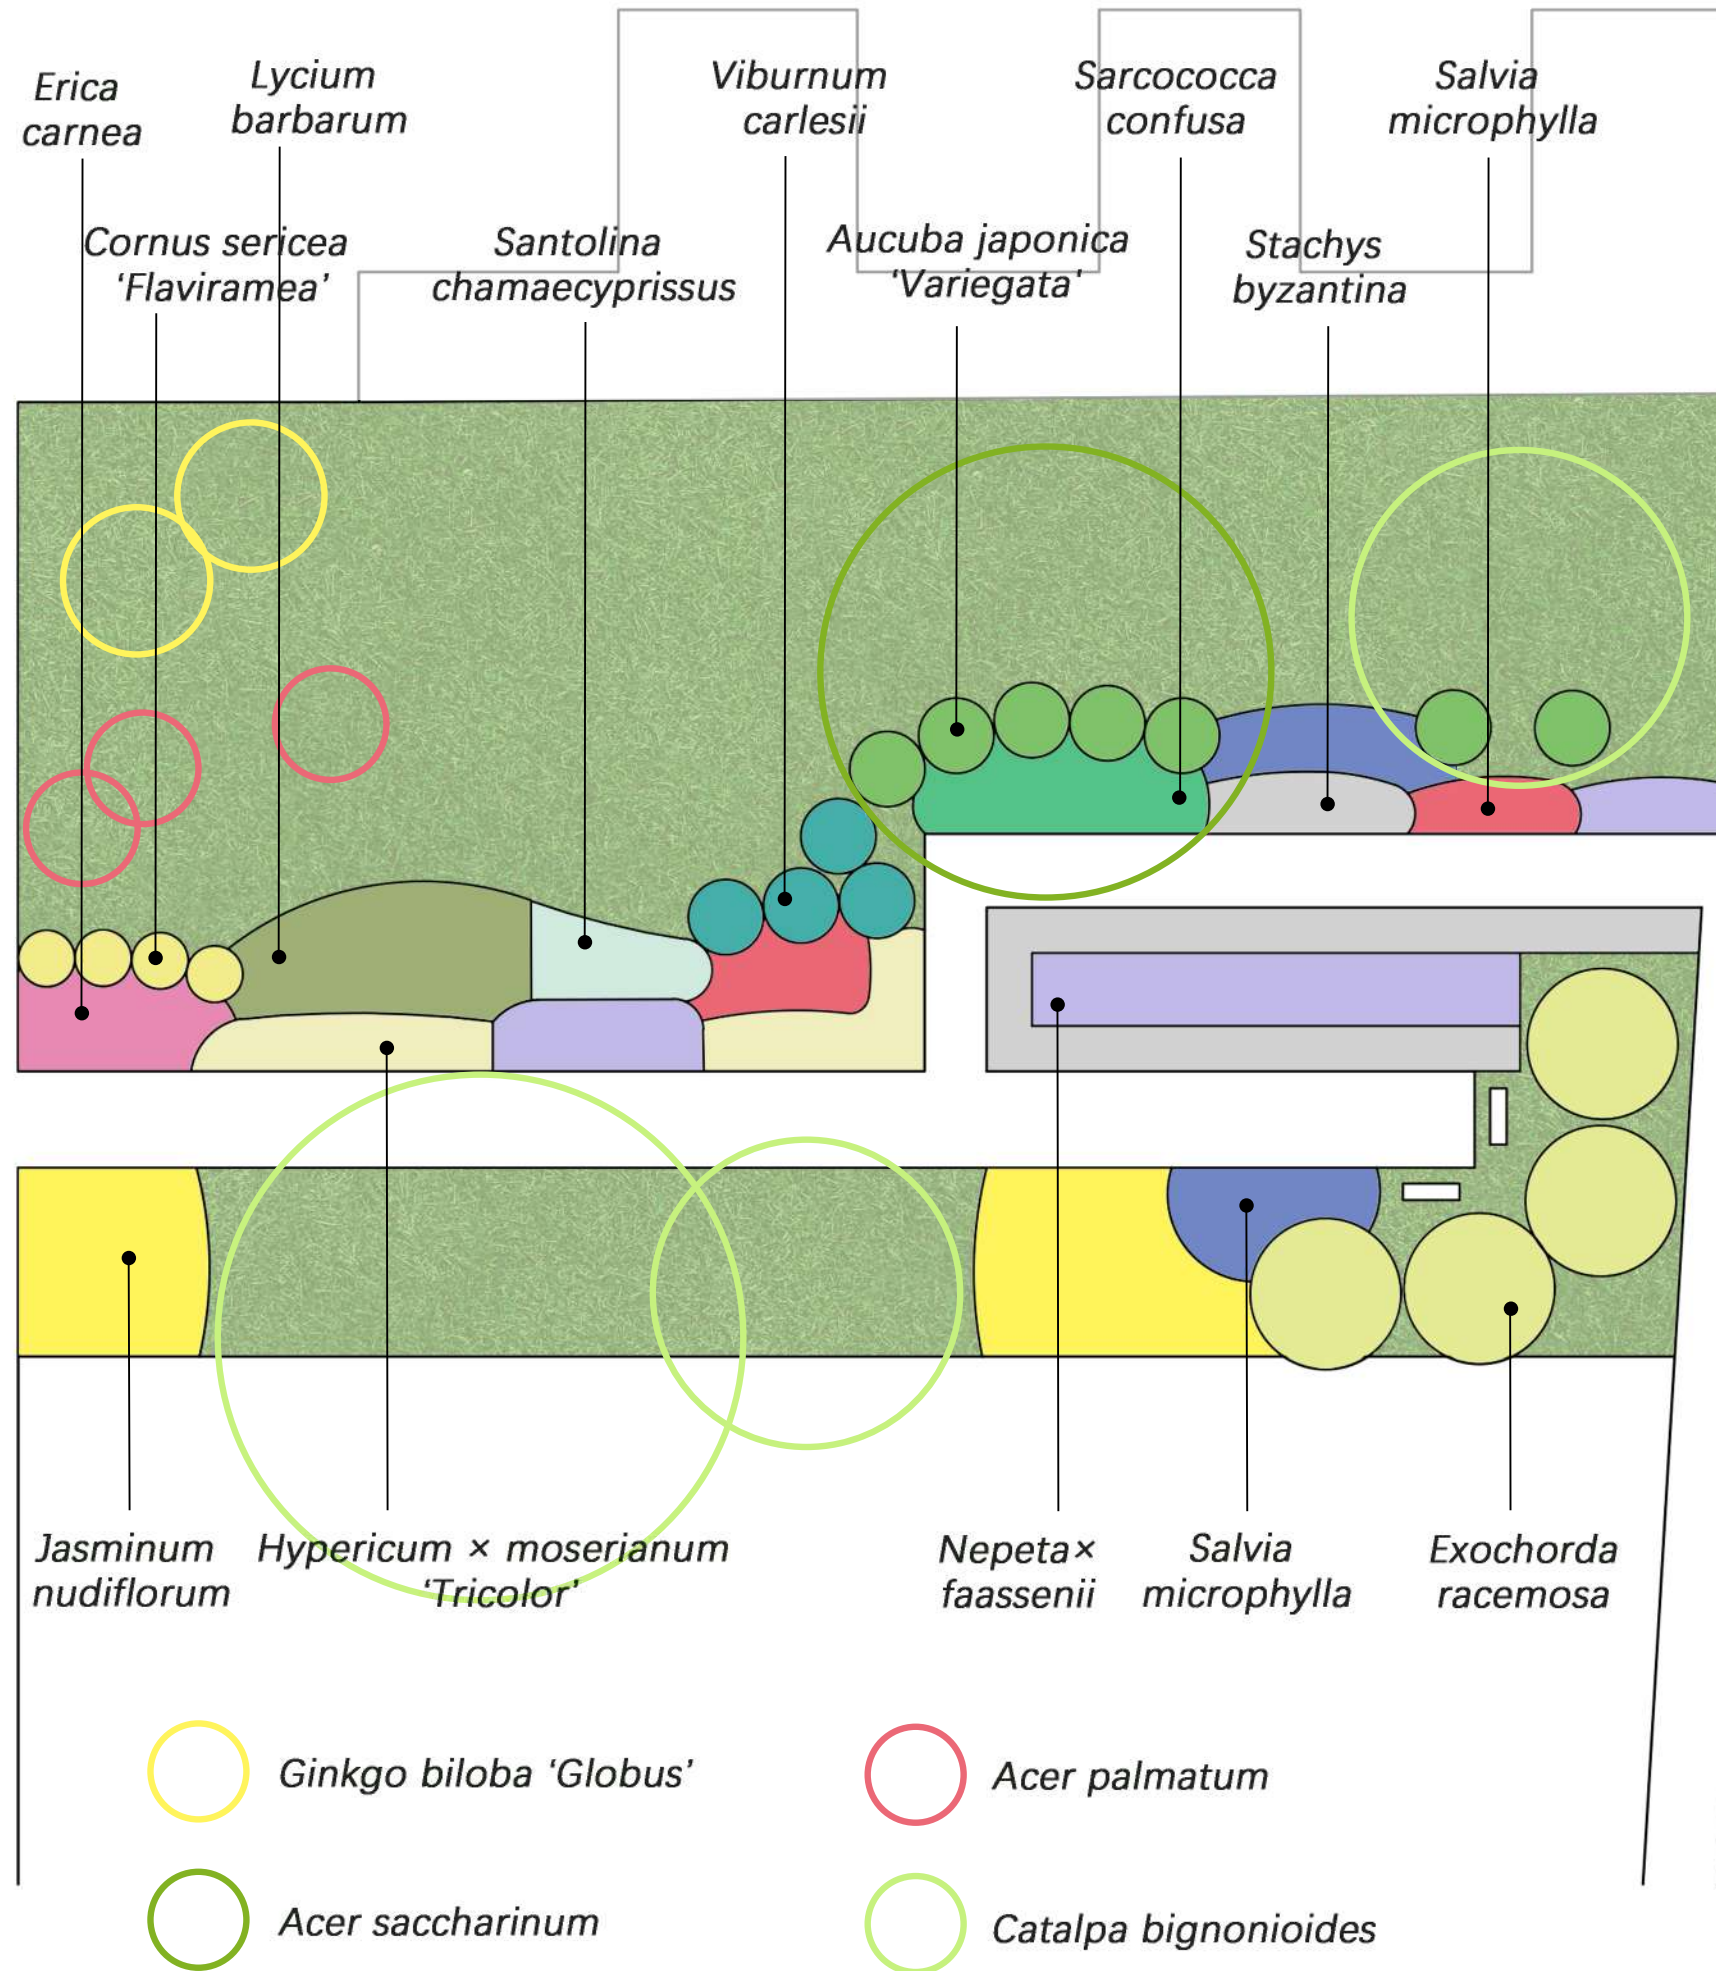 Erica
carnea
Lycium
barbarum
Viburnum
carlesii
Sarcococca
confusa
Salvia
microphylla
Cornus sericea
‘Flaviramea’
Santolina
chamaecyprissus
Aucuba japonica
'Variegata'
Stachys
byzantina
Jasminum
nudiflorum
Hypericum × moserianum
‘Tricolor’
Nepeta×
faassenii
Salvia
microphylla
Exochorda
racemosa
Ginkgo biloba ‘Globus’
Acer palmatum
Acer saccharinum
Catalpa bignonioides